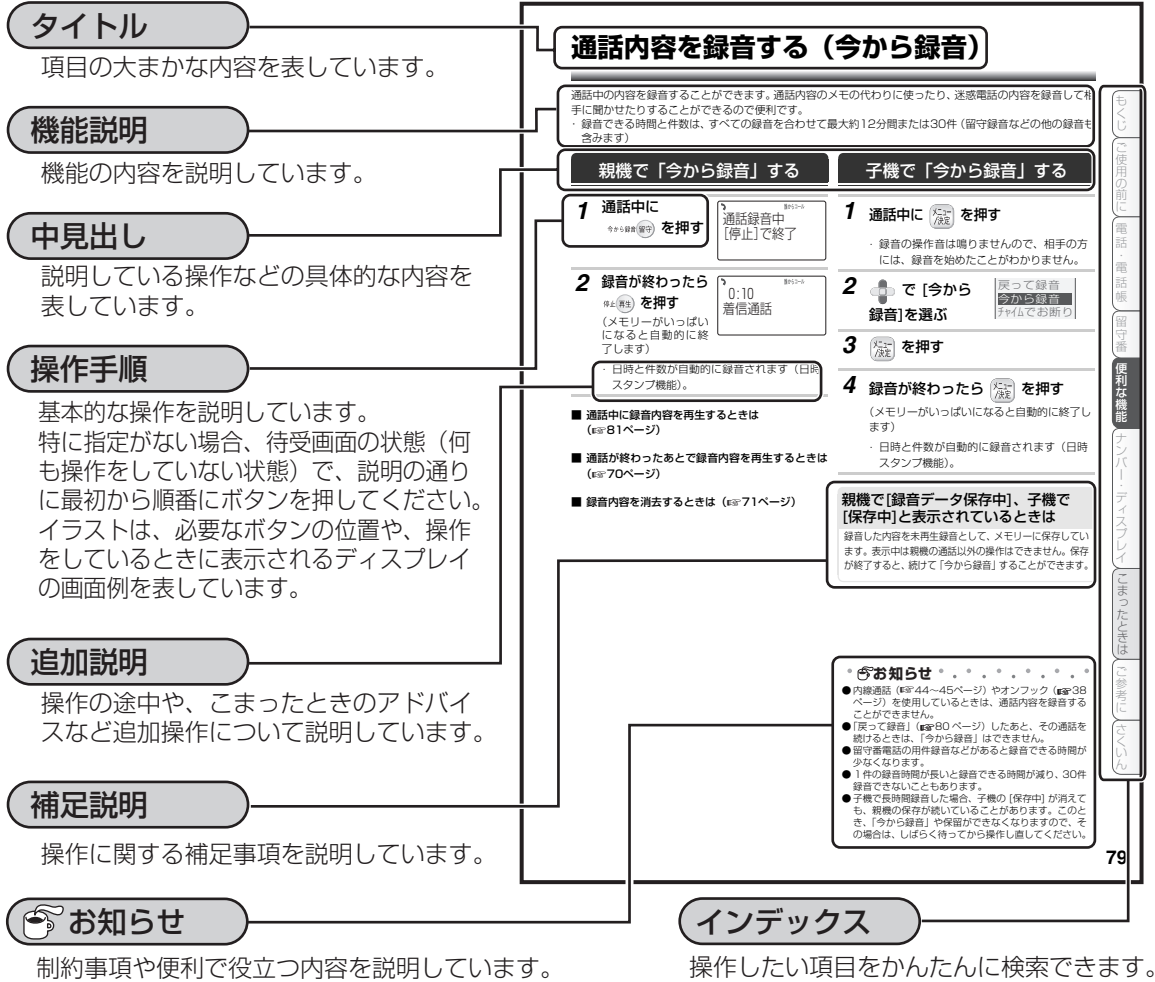 タイトル
項目の大まかな内容を表しています。
機能説明
機能の内容を説明しています。
中見出し
説明している操作などの具体的な内容を
表しています。
操作手順
基本的な操作を説明しています。
特に指定がない場合、待受画面の状態（何
も操作をしていない状態）で、説明の通り
に最初から順番にボタンを押してください。
イラストは、必要なボタンの位置や、操作
をしているときに表示されるディスプレイ
の画面例を表しています。
追加説明
操作の途中や、こまったときのアドバイ
スなど追加操作について説明しています。
補足説明
操作に関する補足事項を説明しています。
お知らせ
制約事項や便利で役立つ内容を説明しています。
通話内容を録音する（今から録音）
通話中の内容を録音することができます。通話内容のメモの代わりに使ったり、迷惑電話の内容を録音して相
手に聞かせたりすることができるので便利です。
・ 録音できる時間と件数は、すべての録音を合わせて最大約12分間または30件（留守録音などの他の録音も
含みます）
親機で「今から録音」する
1 通話中に
今から録音 留守 を押す
通話録音中
[停止]で終了
2 録音が終わったら
停止 再生 を押す
（メモリーがいっぱい
になると自動的に終
了します）
0:10
着信通話
・ 日時と件数が自動的に録音されます（日時
スタンプ機能）。
■ 通話中に録音内容を再生するときは
（☞81ページ）
■ 通話が終わったあとで録音内容を再生するときは
（☞70ページ）
■ 録音内容を消去するときは（☞71ページ）
子機で「今から録音」する
1 通話中に メニュー/決定 を押す
・ 録音の操作音は鳴りませんので、相手の方
には、録音を始めたことがわかりません。
2 で [今から
録音]を選ぶ
戻って録音
今から録音
チャイムでお断り
3 メニュー/決定 を押す
4 録音が終わったら メニュー/決定 を押す
（メモリーがいっぱいになると自動的に終了し
ます）
・ 日時と件数が自動的に録音されます（日時
スタンプ機能）。
親機で[録音データ保存中]、子機で
[保存中]と表示されているときは
録音した内容を未再生録音として、メモリーに保存してい
ます。表示中は親機の通話以外の操作はできません。保存
が終了すると、続けて「今から録音」することができます。
お知らせ
●内線通話（☞44〜45ページ）やオンフック（☞38
ページ）を使用しているときは、通話内容を録音する
ことができません。
●「戻って録音」（☞80ページ）したあと、その通話を
続けるときは、「今から録音」はできません。
●留守番電話の用件録音などがあると録音できる時間が
少なくなります。
●1件の録音時間が長いと録音できる時間が減り、30件
録音できないこともあります。
●子機で長時間録音した場合、子機の [保存中] が消えて
も、親機の保存が続いていることがあります。このと
き、「今から録音」や保留ができなくなりますので、そ
の場合は、しばらく待ってから操作し直してください。
もくじ
ご使用の前に
電話・電話帳
留守番
便利な機能
ナンバー・ディスプレイ
こまったときは
ご参考に
さくいん
79
インデックス
操作したい項目をかんたんに検索できます。